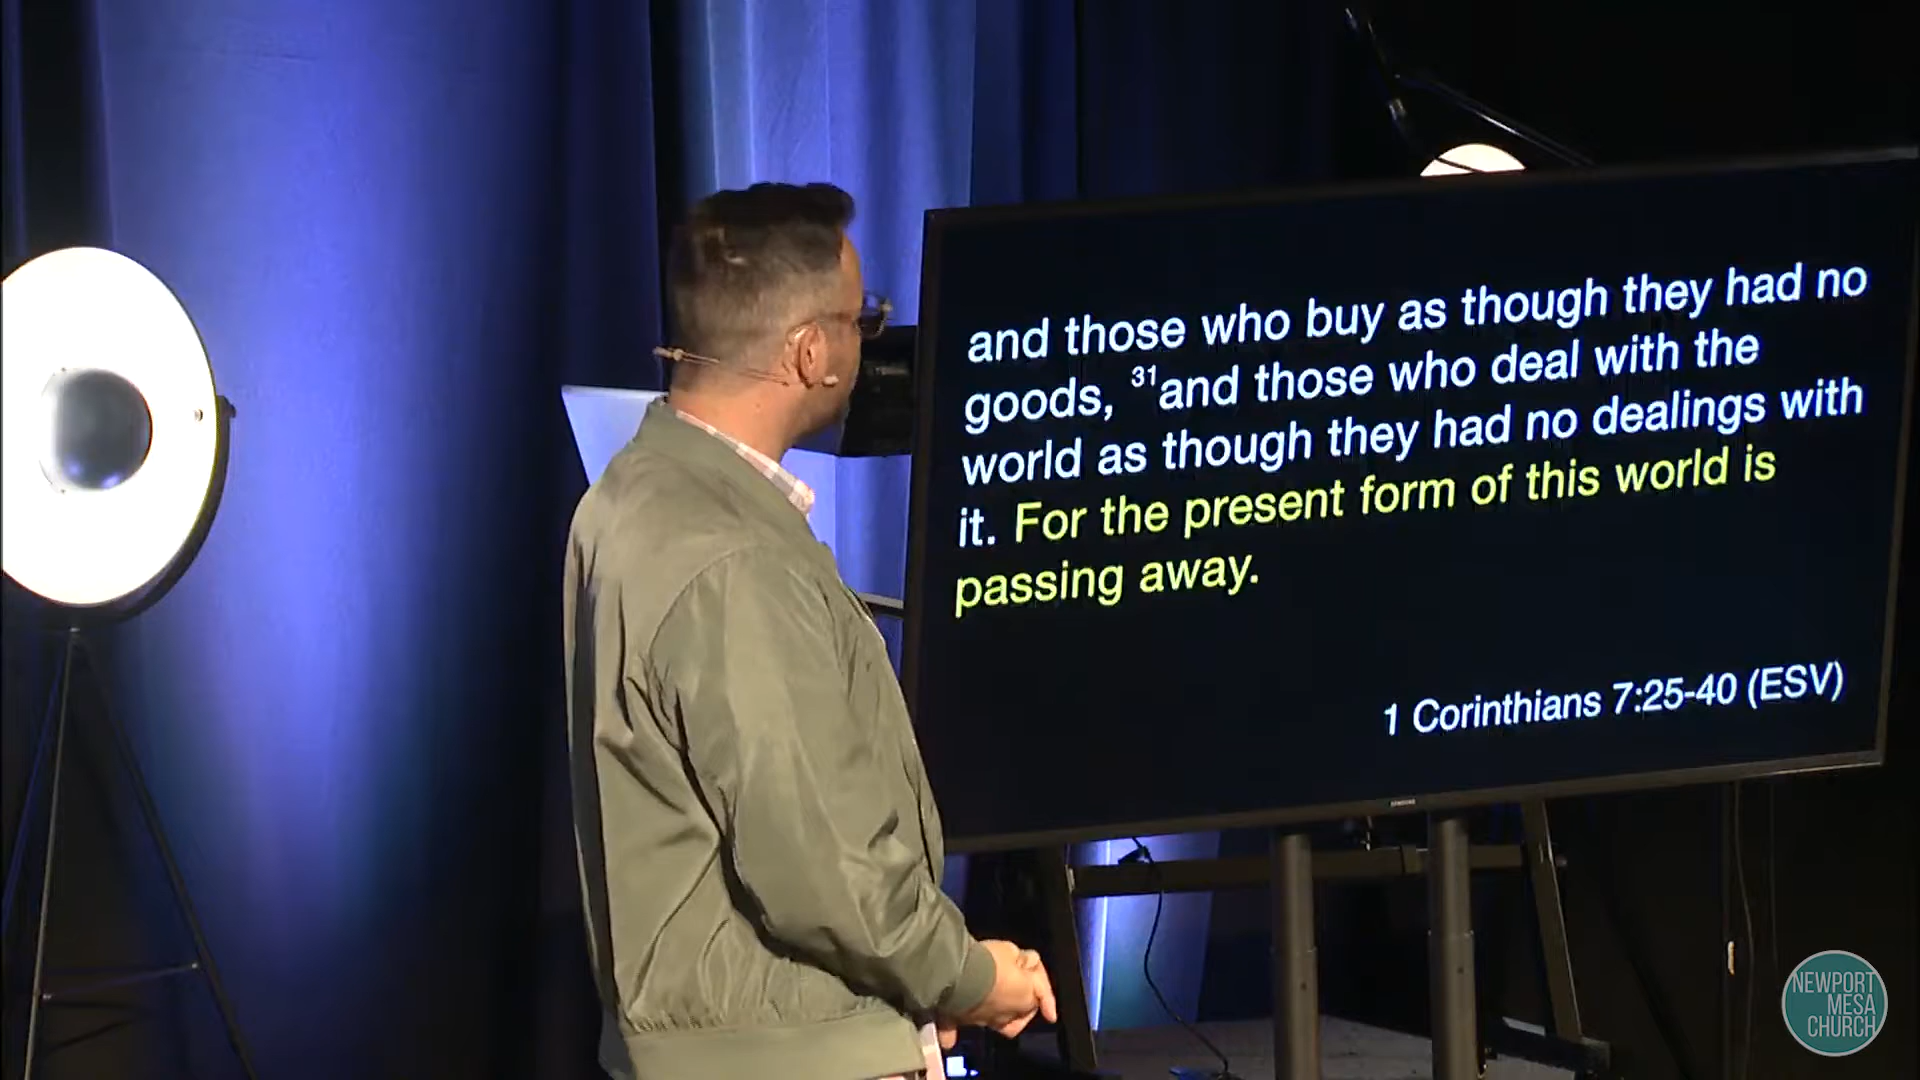 and those who buy as though they had no
goods, ³¹and those who deal with the
world as though they had no dealings with
it. For the present form of this world is
passing away.
1 Corinthians 7:25-40 (ESV)
SAMSUNG
NEWPORT
MESA
CHURCH